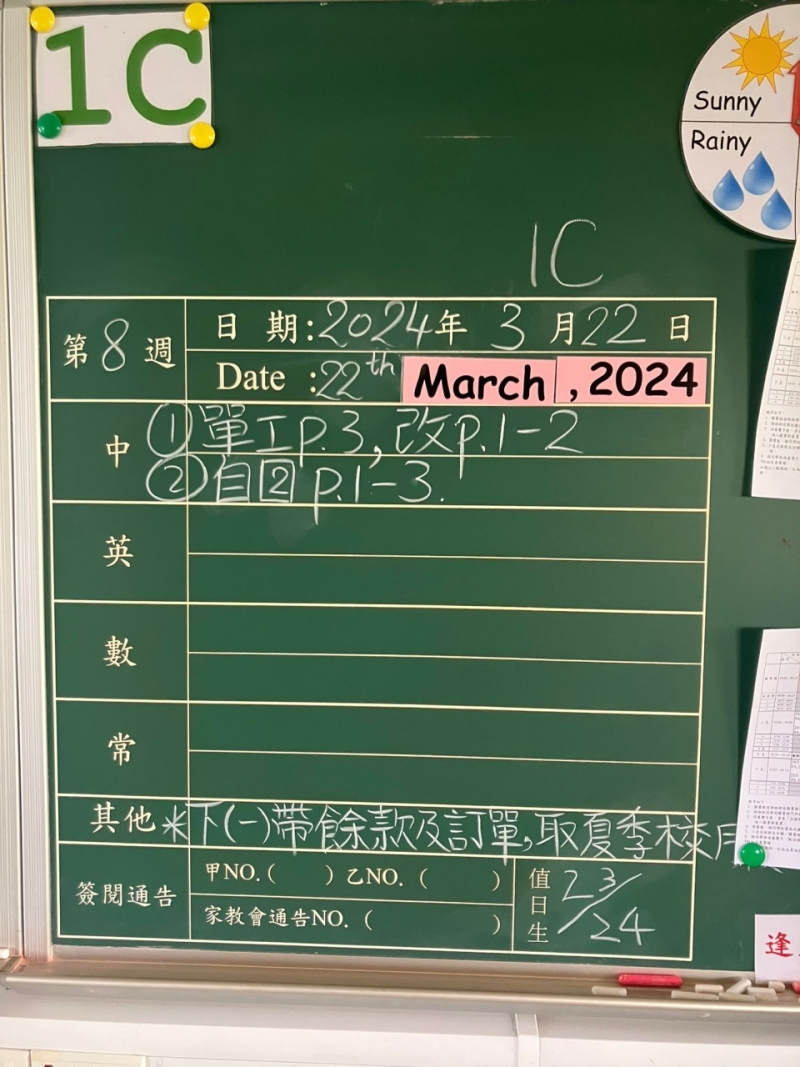 1C
Sunny
Rainy
1C
第8週
日期:2024年3月22日
Date:22th March, 2024
中 ①單工p.3,改p.1-2
②自図p.1-3.
英
數
常
其他 *下(一)帶餘款及訂單,取夏季校
簽閱通告 甲NO.( ) 乙NO.( )
家教會通告NO.( )
值日生 23/24
逢